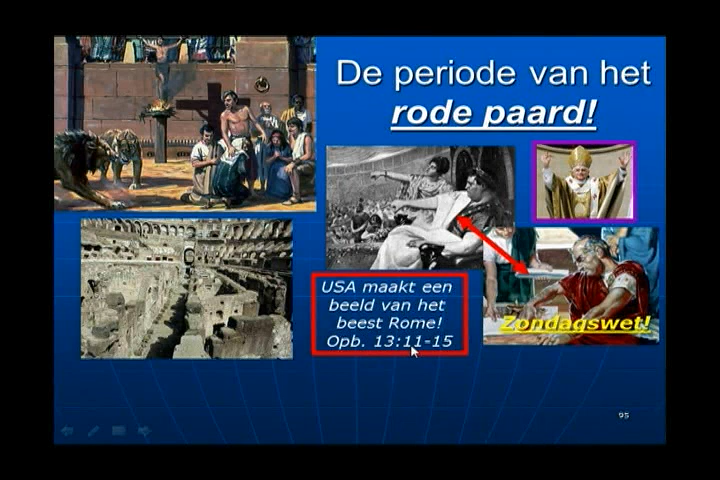 De periode van het
rode paard!
USA maakt een
beeld van het
beest Rome!
Opb. 13:11-15
Zondagswet!
95